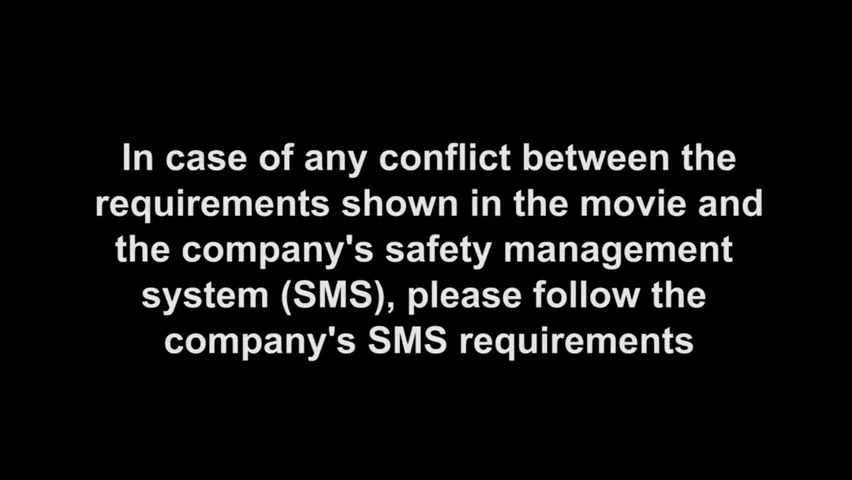 In case of any conflict between the
requirements shown in the movie and
the company's safety management
system (SMS), please follow the
company's SMS requirements